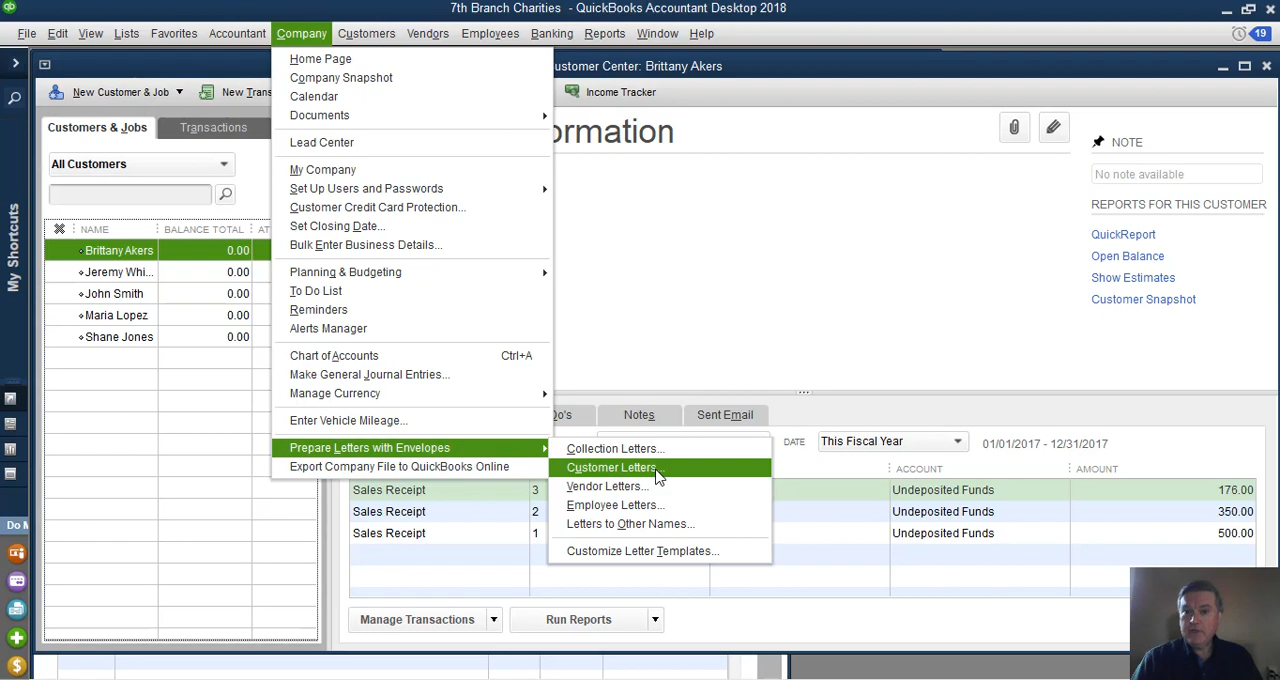 7th Branch Charities - QuickBooks Accountant Desktop 2018
File Edit View Lists Favorites Accountant Company Customers Vendors Employees Banking Reports Window Help
19
Customer Center: Brittany Akers
New Customer & Job
New Trans
Income Tracker
Customers & Jobs
Transactions
All Customers
NAME BALANCE TOTAL AT
Brittany Akers 0.00
Jeremy Whi... 0.00
John Smith 0.00
Maria Lopez 0.00
Shane Jones 0.00
My Shortcuts
Do M
Home Page
Company Snapshot
Calendar
Documents
Lead Center
My Company
Set Up Users and Passwords
Customer Credit Card Protection...
Set Closing Date...
Bulk Enter Business Details...
Planning & Budgeting
To Do List
Reminders
Alerts Manager
Chart of Accounts Ctrl+A
Make General Journal Entries...
Manage Currency
Enter Vehicle Mileage...
Prepare Letters with Envelopes
Export Company File to QuickBooks Online
Collection Letters...
Customer Letters...
Vendor Letters...
Employee Letters...
Letters to Other Names...
Customize Letter Templates...
ormation
NOTE
No note available
REPORTS FOR THIS CUSTOMER
QuickReport
Open Balance
Show Estimates
Customer Snapshot
Do's
Notes
Sent Email
DATE This Fiscal Year 01/01/2017 - 12/31/2017
ACCOUNT AMOUNT
Sales Receipt 3 Undeposited Funds 176.00
Sales Receipt 2 Undeposited Funds 350.00
Sales Receipt 1 Undeposited Funds 500.00
Manage Transactions
Run Reports